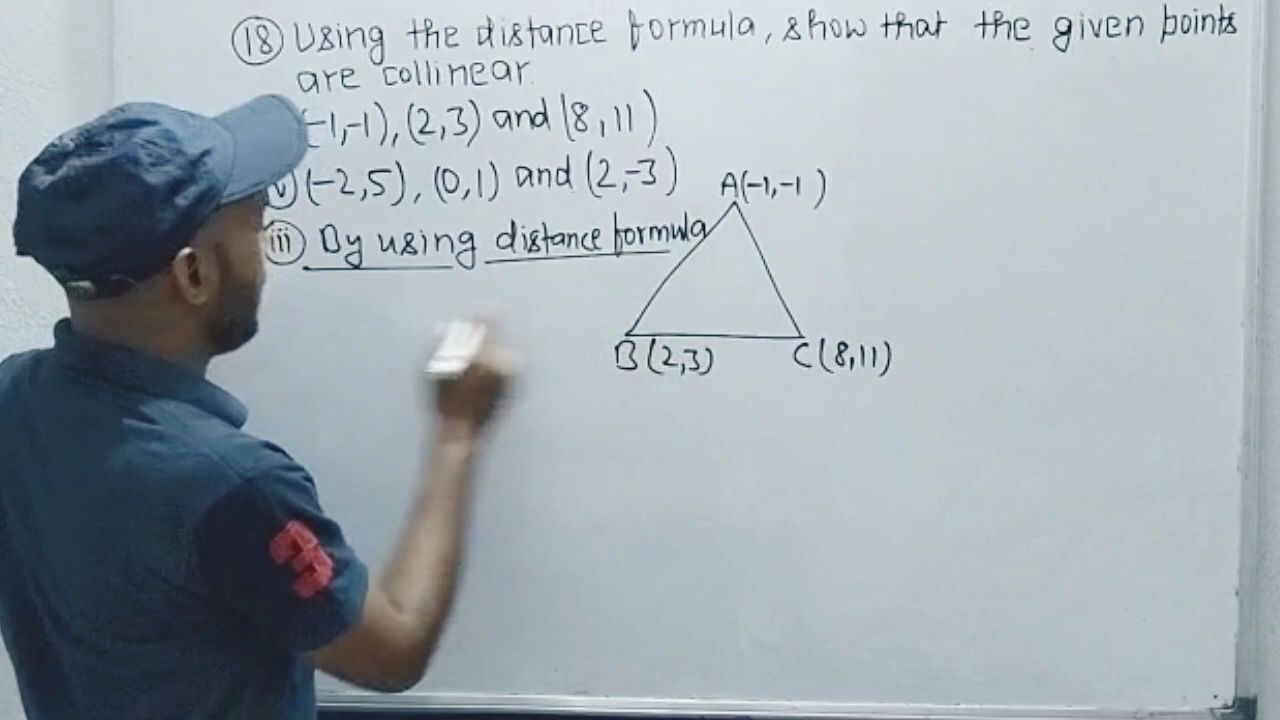 (18) Using the distance formula, show that the given points
are collinear.
(-1,-1), (2,3) and (8,11)
(-2,5), (0,1) and (2,-3)
(iii) By using distance formula
A(-1,-1)
B(2,3) C(8,11)
3